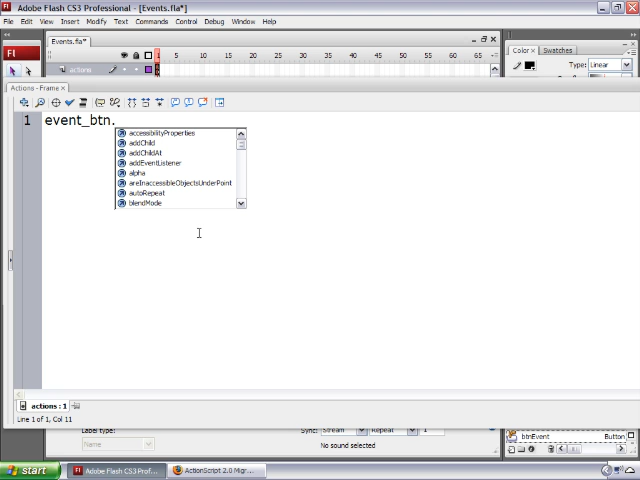 Adobe Flash CS3 Professional - [Events.fla*]
File Edit View Insert Modify Text Commands Control Debug Window Help
Fl
Events.fla*
1 5 10 15 20 25 30 35 40 45 50 55 60 65
actions
Color × Swatches
Type: Linear
Actions - Frame ×
1 event_btn.
accessibilityProperties
addChild
addChildAt
addEventListener
alpha
areInaccessibleObjectsUnderPoint
autoRepeat
blendMode
actions : 1
Line 1 of 1, Col 11
Label type:
Name
Sync: Stream Repeat 1
No sound selected
btnEvent Button
start
Fl Adobe Flash CS3 Prof...
ActionScript 2.0 Migr...